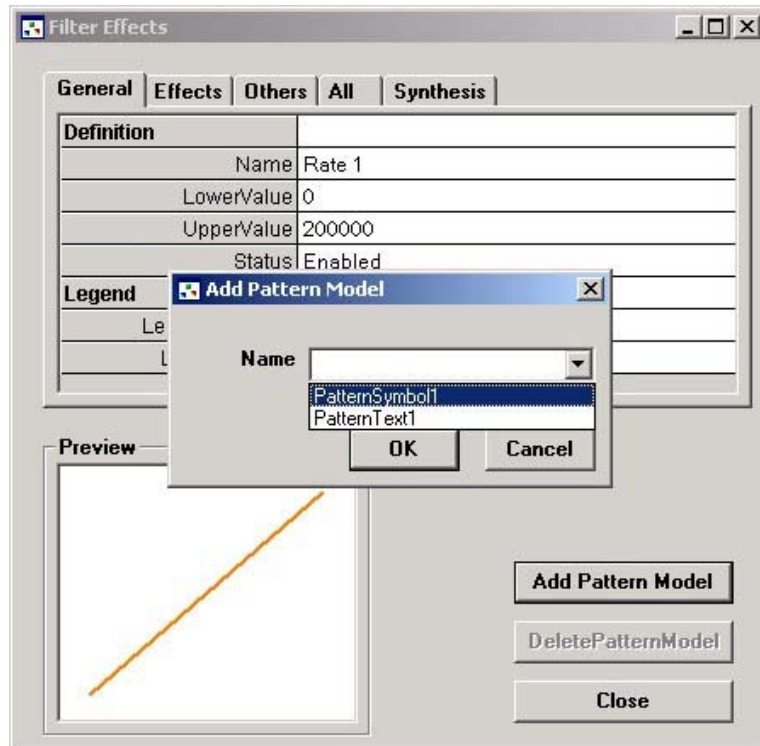 Filter Effects
General Effects Others All Synthesis
Definition
Name Rate 1
LowerValue 0
UpperValue 200000
Status Enabled
Legend
Le
Add Pattern Model
Name
PatternSymbol1
PatternText1
OK Cancel
Preview
Add Pattern Model
DeletePatternModel
Close